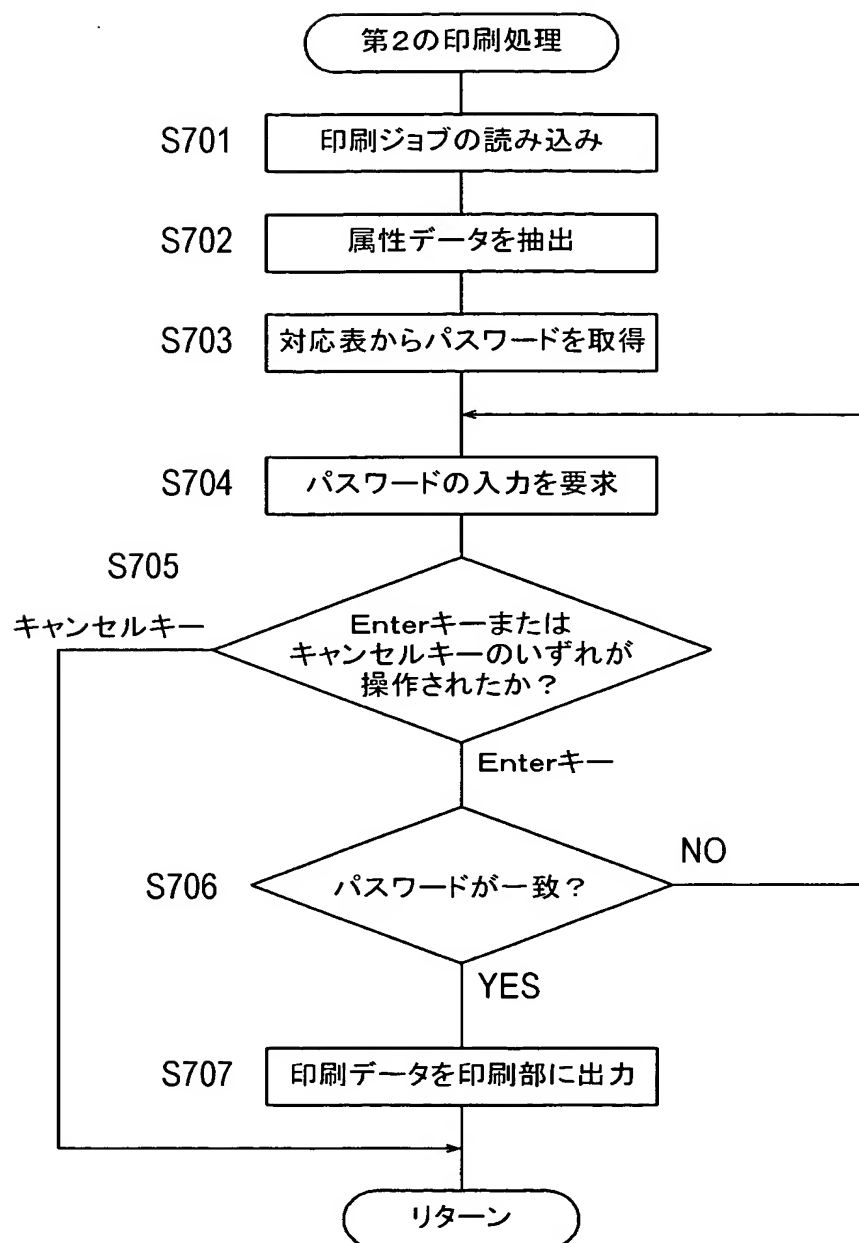 第2の印刷処理
S701
印刷ジョブの読み込み
S702
属性データを抽出
S703
対応表からパスワードを取得
S704
パスワードの入力を要求
S705
キャンセルキー
Enterキーまたは
キャンセルキーのいずれが
操作されたか?
Enterキー
S706
パスワードが一致?
NO
YES
S707
印刷データを印刷部に出力
リターン